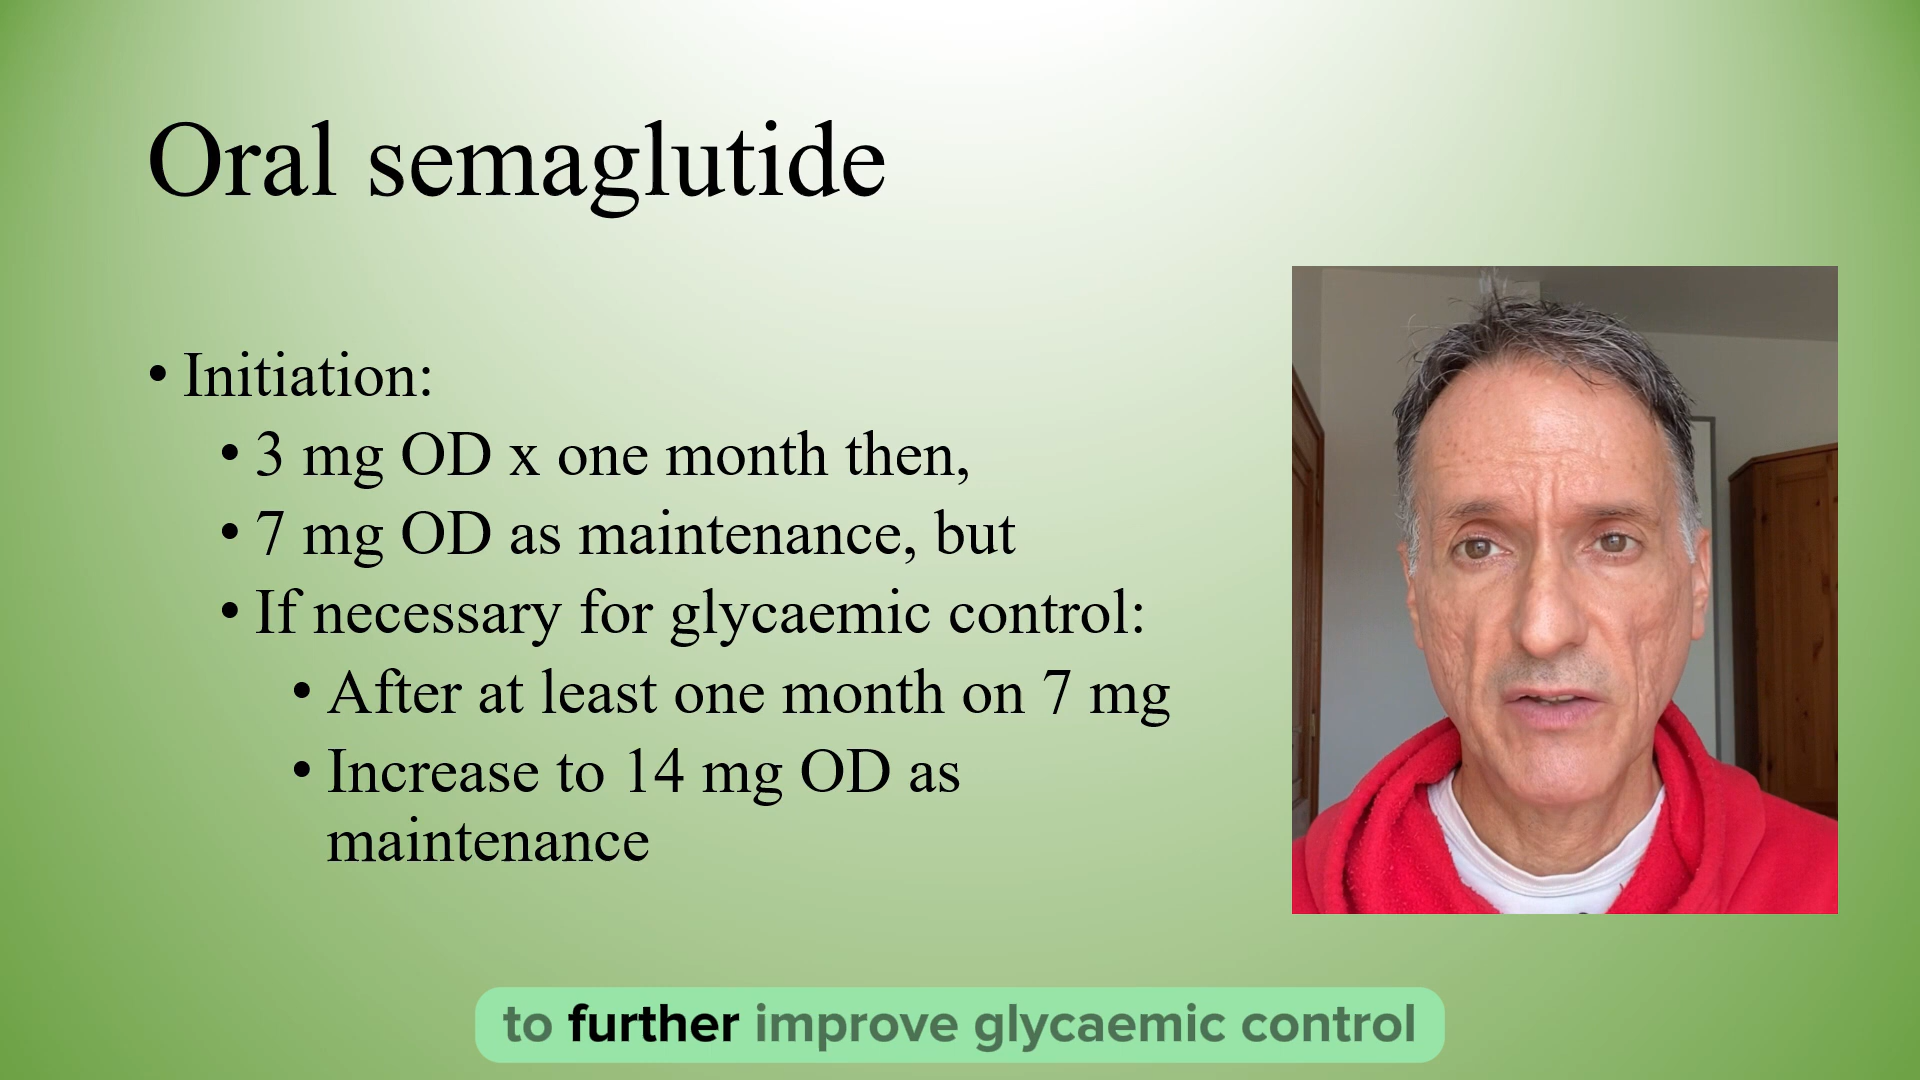 Oral semaglutide
• Initiation:
• 3 mg OD x one month then,
• 7 mg OD as maintenance, but
• If necessary for glycaemic control:
• After at least one month on 7 mg
• Increase to 14 mg OD as
maintenance
to further improve glycaemic control